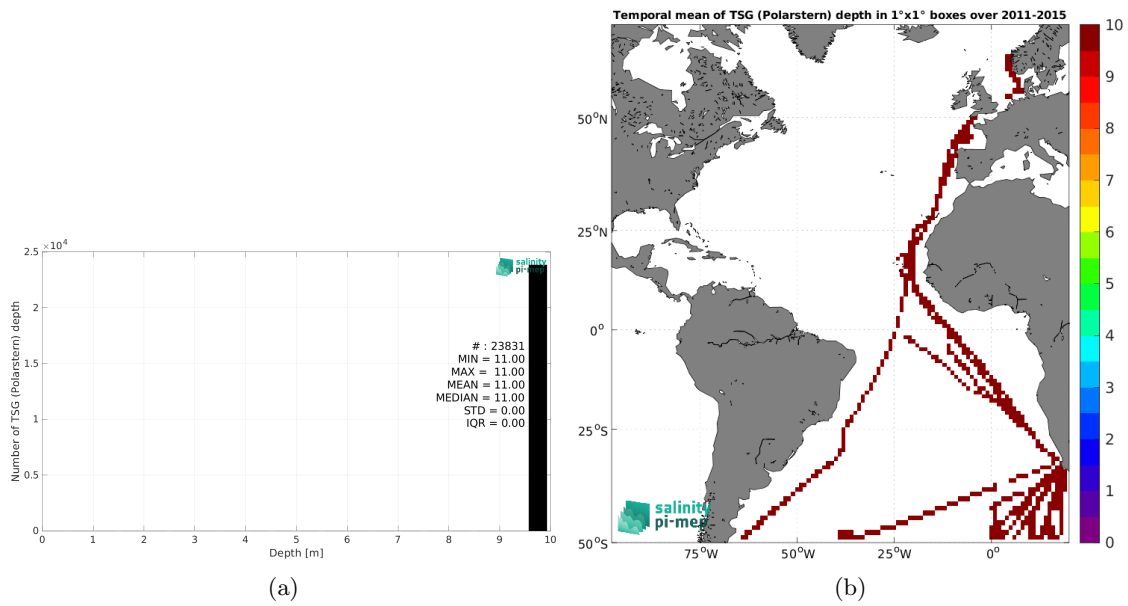 2.5 ×10⁴
2
1.5
1
0.5
0
0 1 2 3 4 5 6 7 8 9 10
Number of TSG (Polarstern) depth
Depth [m]
salinity
pi-mep
# : 23831
MIN = 11.00
MAX = 11.00
MEAN = 11.00
MEDIAN = 11.00
STD = 0.00
IQR = 0.00
(a)
Temporal mean of TSG (Polarstern) depth in 1°x1° boxes over 2011-2015
50°N
25°N
0°
25°S
50°S
75°W 50°W 25°W 0°
salinity
pi-mep
10
9
8
7
6
5
4
3
2
1
0
(b)